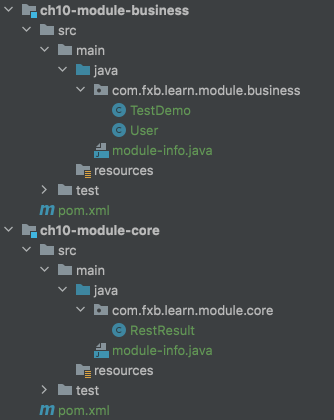 ch10-module-business
src
main
java
com.fxb.learn.module.business
TestDemo
User
module-info.java
resources
test
pom.xml
ch10-module-core
src
main
java
com.fxb.learn.module.core
RestResult
module-info.java
resources
test
pom.xml